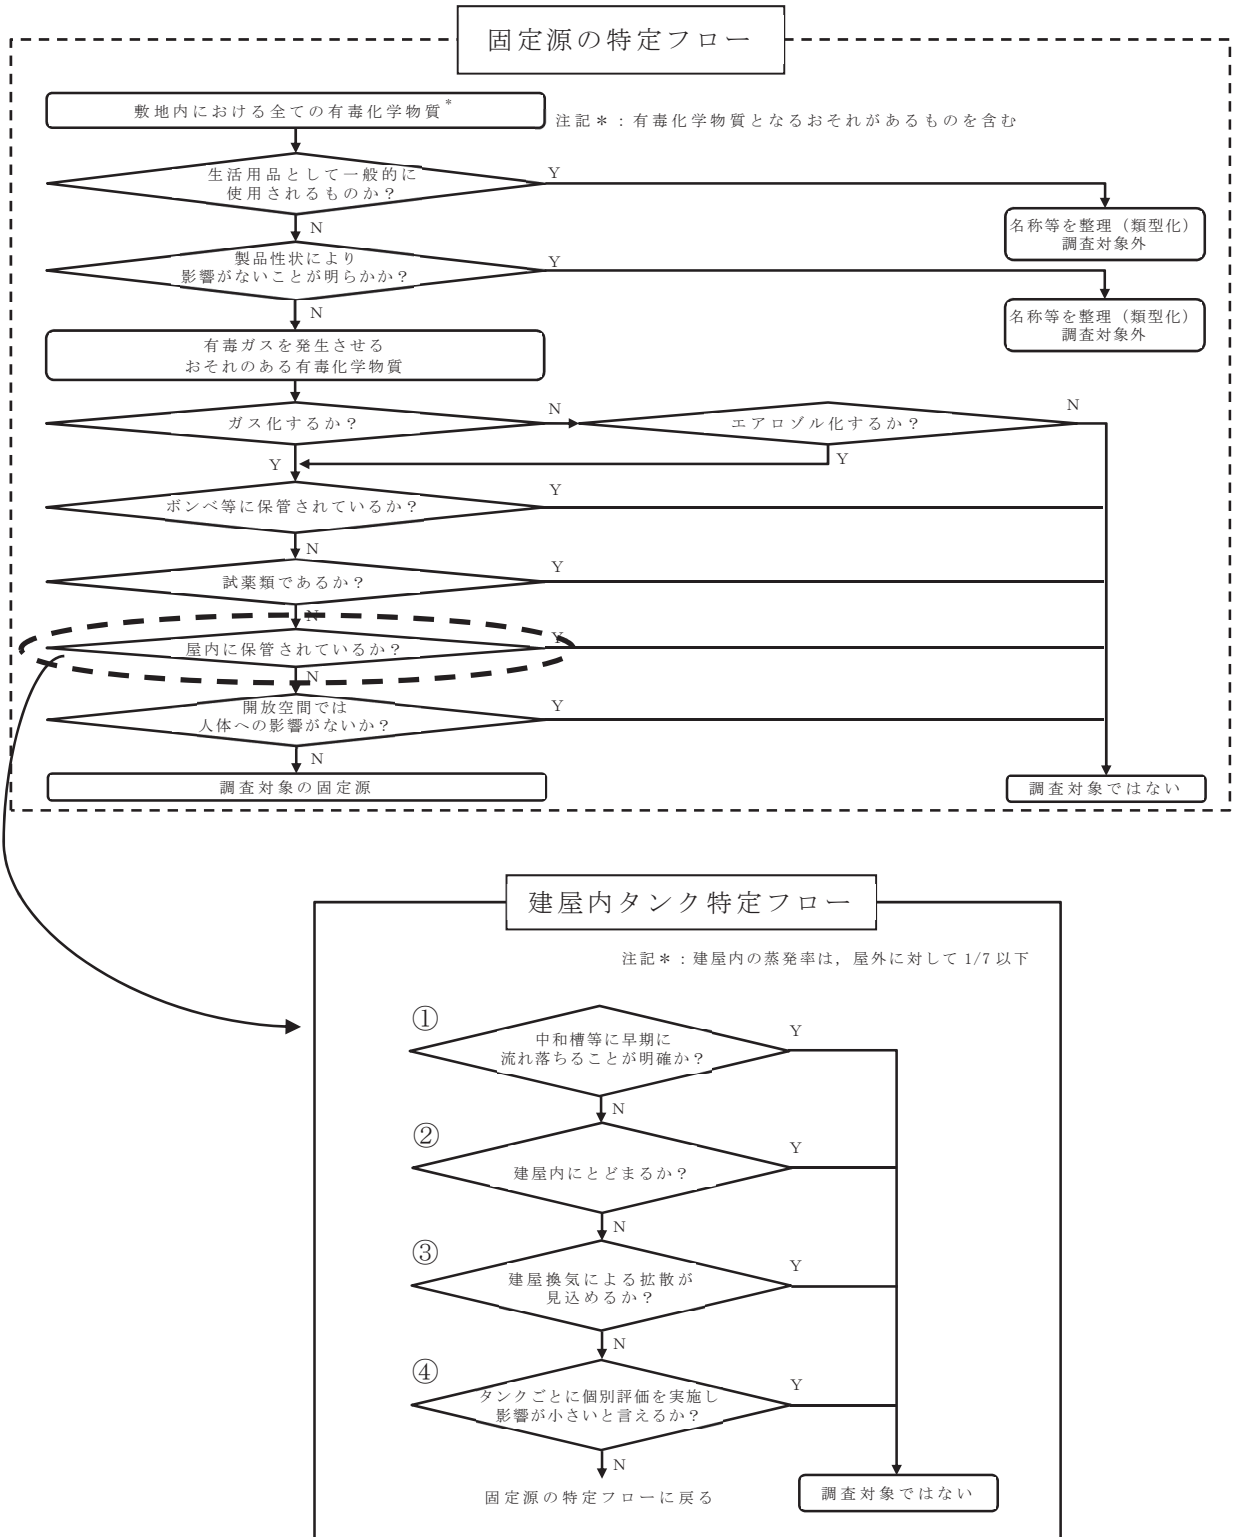 固定源の特定フロー
敷地内における全ての有毒化学物質*
注記＊：有毒化学物質となるおそれがあるものを含む
生活用品として一般的に
使用されるものか？
Y
N
名称等を整理（類型化）
調査対象外
製品性状により
影響がないことが明らかか？
Y
N
名称等を整理（類型化）
調査対象外
有毒ガスを発生させる
おそれのある有毒化学物質
ガス化するか？
N
エアロゾル化するか？
N
Y
Y
ボンベ等に保管されているか？
Y
N
試薬類であるか？
Y
N
屋内に保管されているか？
Y
N
開放空間では
人体への影響がないか？
Y
N
調査対象の固定源
調査対象ではない
建屋内タンク特定フロー
注記＊：建屋内の蒸発率は，屋外に対して 1/7 以下
①
中和槽等に早期に
流れ落ちることが明確か？
Y
N
②
建屋内にとどまるか？
Y
N
③
建屋換気による拡散が
見込めるか？
Y
N
④
タンクごとに個別評価を実施し
影響が小さいと言えるか？
Y
N
固定源の特定フローに戻る
調査対象ではない